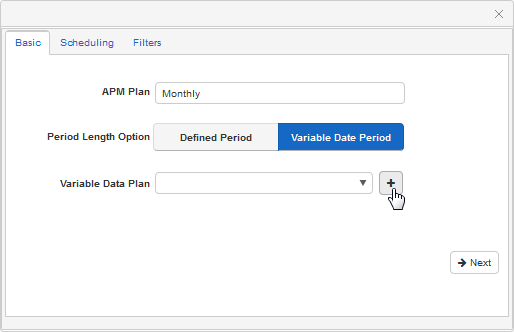 Basic Scheduling Filters
APM Plan Monthly
Period Length Option Defined Period Variable Date Period
Variable Data Plan
Next